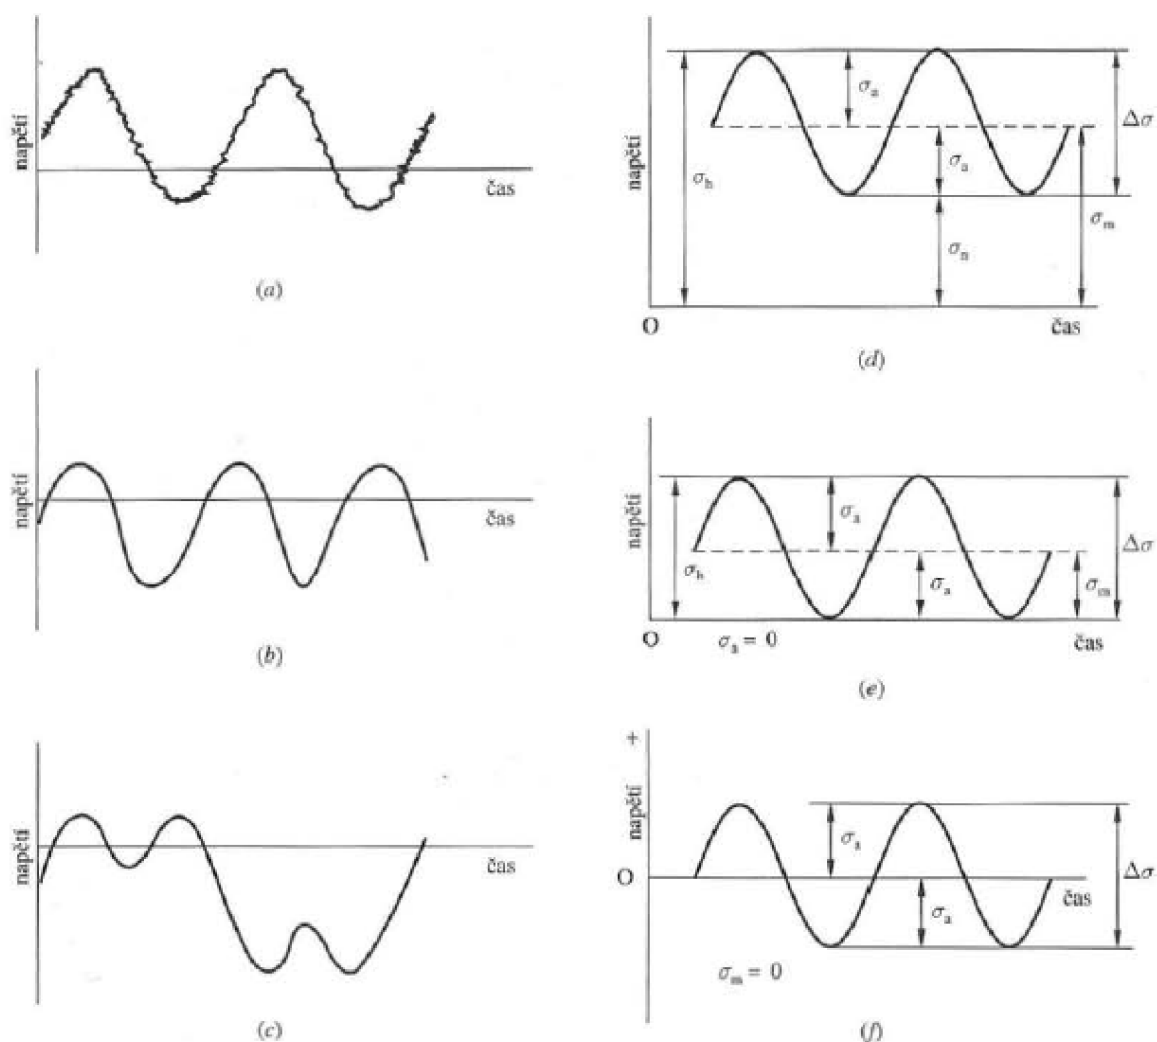 napětí
čas
(a)
napětí
čas
(b)
napětí
čas
(c)
napětí
σh
σa
σa
σn
Δσ
σm
O
čas
(d)
napětí
σh
σa
σa
Δσ
σm
O
σa = 0
čas
(e)
+
napětí
O
σa
σa
Δσ
čas
σm = 0
(f)